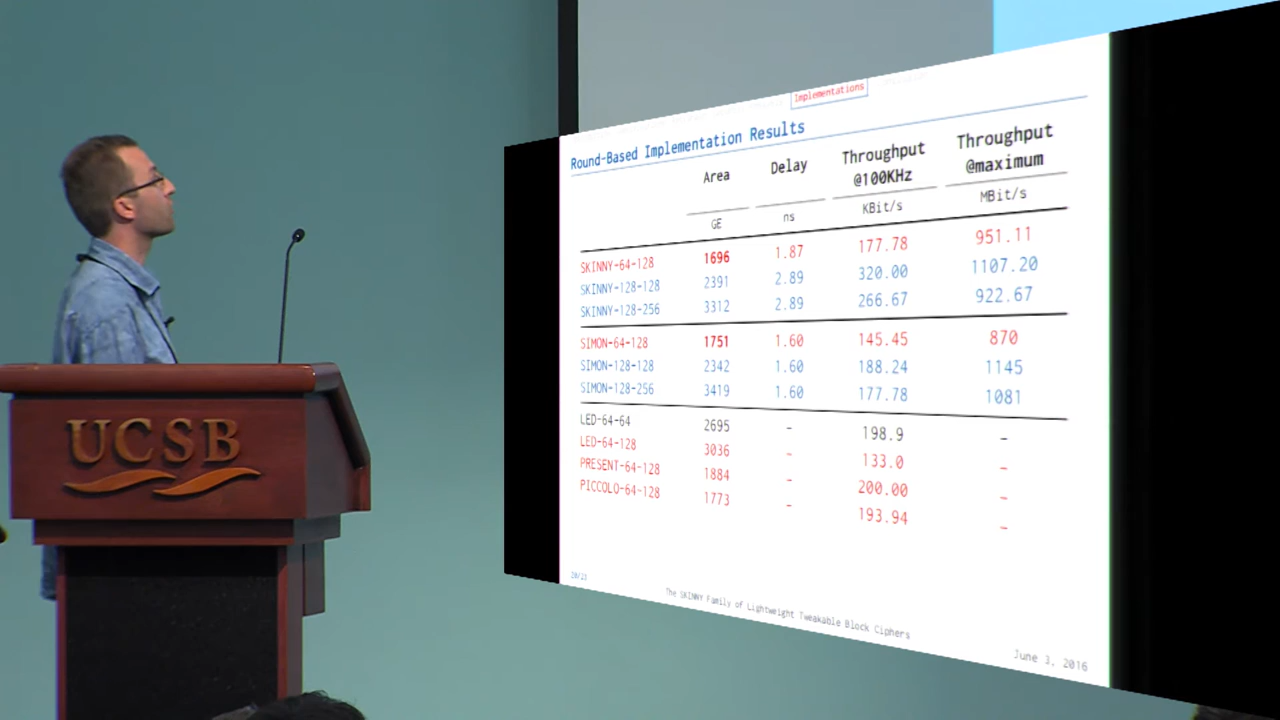 UCSB
Implementations
Round-Based Implementation Results
Area Delay Throughput @100KHz Throughput @maximum
GE ns KBit/s MBit/s
SKINNY-64-128 1696 1.87 177.78 951.11
SKINNY-128-128 2391 2.89 320.00 1107.20
SKINNY-128-256 3312 2.89 266.67 922.67
SIMON-64-128 1751 1.60 145.45 870
SIMON-128-128 2342 1.60 188.24 1145
SIMON-128-256 3419 1.60 177.78 1081
LED-64-64 2695 - 198.9 -
LED-64-128 3036 - 133.0 -
PRESENT-64-128 1884 - 200.00 -
PICCOLO-64-128 1773 - 193.94 -
The SKINNY Family of Lightweight Tweakable Block Ciphers
June 3, 2016